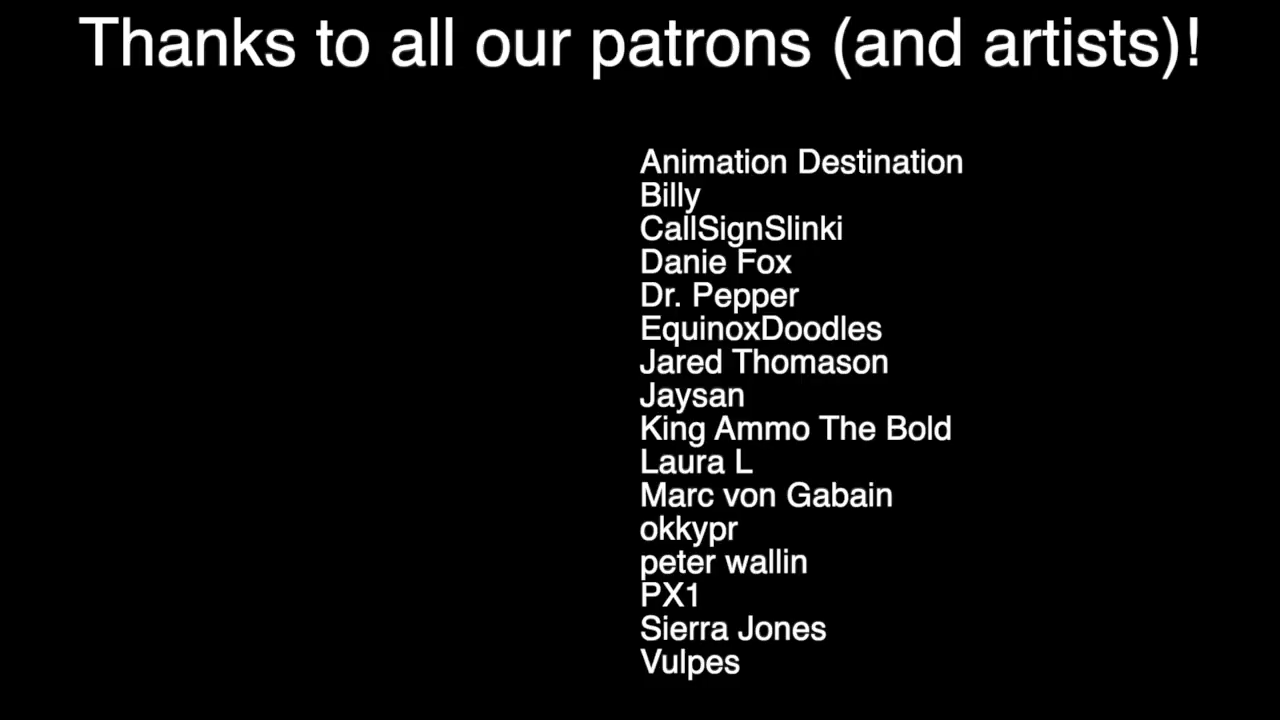 Thanks to all our patrons (and artists)!
Animation Destination
Billy
CallSignSlinki
Danie Fox
Dr. Pepper
EquinoxDoodles
Jared Thomason
Jaysan
King Ammo The Bold
Laura L
Marc von Gabain
okkypr
peter wallin
PX1
Sierra Jones
Vulpes